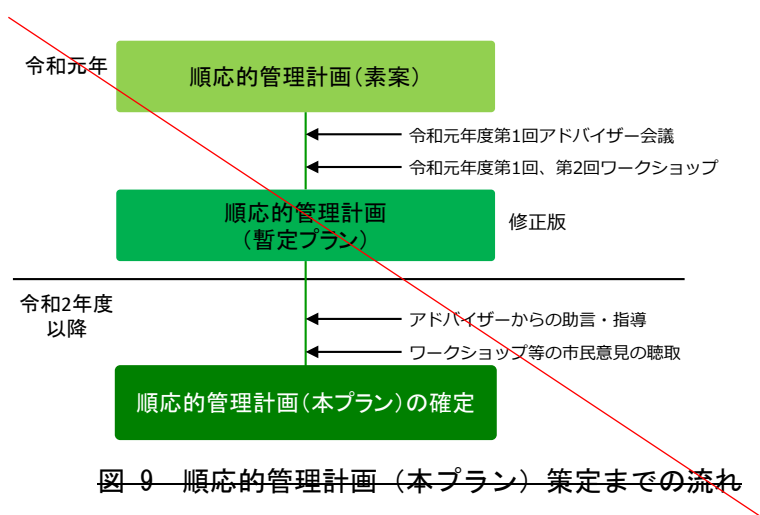 令和元年
順応的管理計画（素案）
令和元年度第1回アドバイザー会議
令和元年度第1回、第2回ワークショップ
順応的管理計画
（暫定プラン）
修正版
令和2年度
以降
アドバイザーからの助言・指導
ワークショップ等の市民意見の聴取
順応的管理計画（本プラン）の確定
図 9 順応的管理計画（本プラン）策定までの流れ